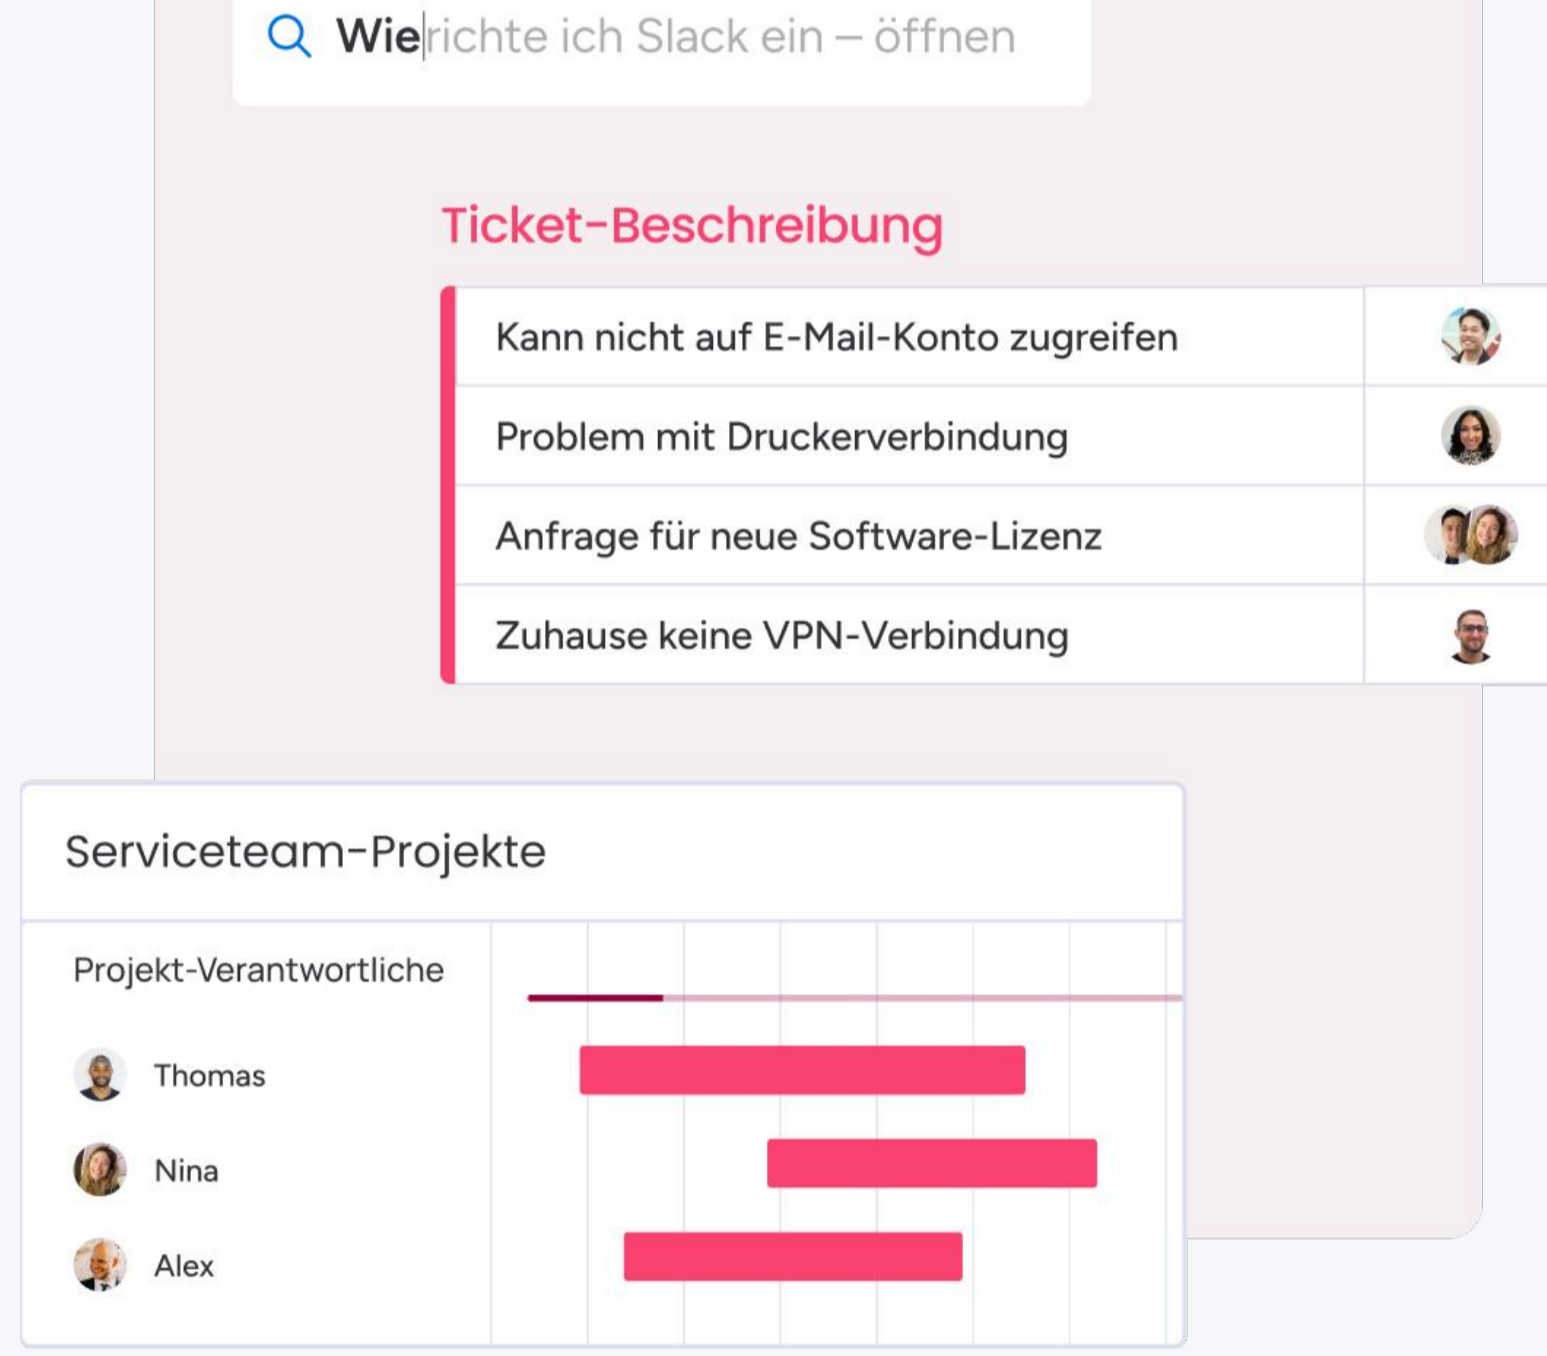 Wie richte ich Slack ein – öffnen
Ticket-Beschreibung
Kann nicht auf E-Mail-Konto zugreifen
Problem mit Druckerverbindung
Anfrage für neue Software-Lizenz
Zuhause keine VPN-Verbindung
Serviceteam-Projekte
Projekt-Verantwortliche
Thomas
Nina
Alex